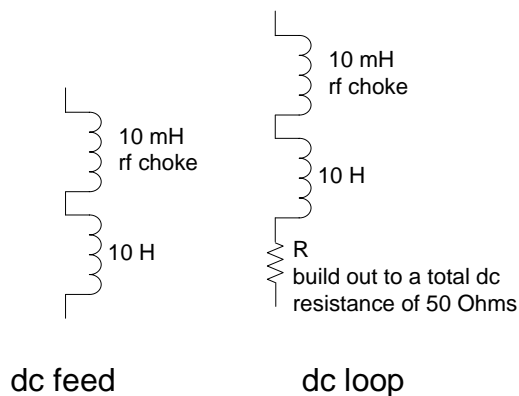 10 mH
rf choke
10 H
dc feed
10 mH
rf choke
10 H
R
build out to a total dc
resistance of 50 Ohms
dc loop